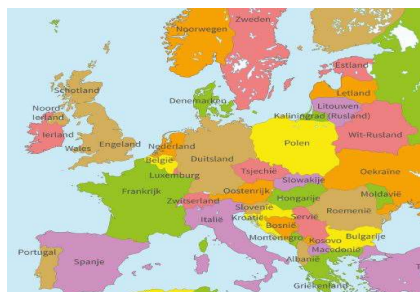 Zweden
Noorwegen
Estland
Schotland
Letland
Denemarken
Litouwen
Noord
Ierland
Kaliningrad (Rusland)
Ierland
Wit-Rusland
Nederland
Polen
Wales
Engeland
België
Duitsland
Oekraïne
Luxemburg
Tsjechië
Slowakije
Frankrijk
Oostenrijk
Moldavië
Hongarije
Zwitserland
Slovenië
Roemenië
Kroatië
Italië
Servië
Bosnië
Bulgarije
Montenegro
Kosovo
Portugal
Spanje
Macedonië
Albanië
Griekenland
T